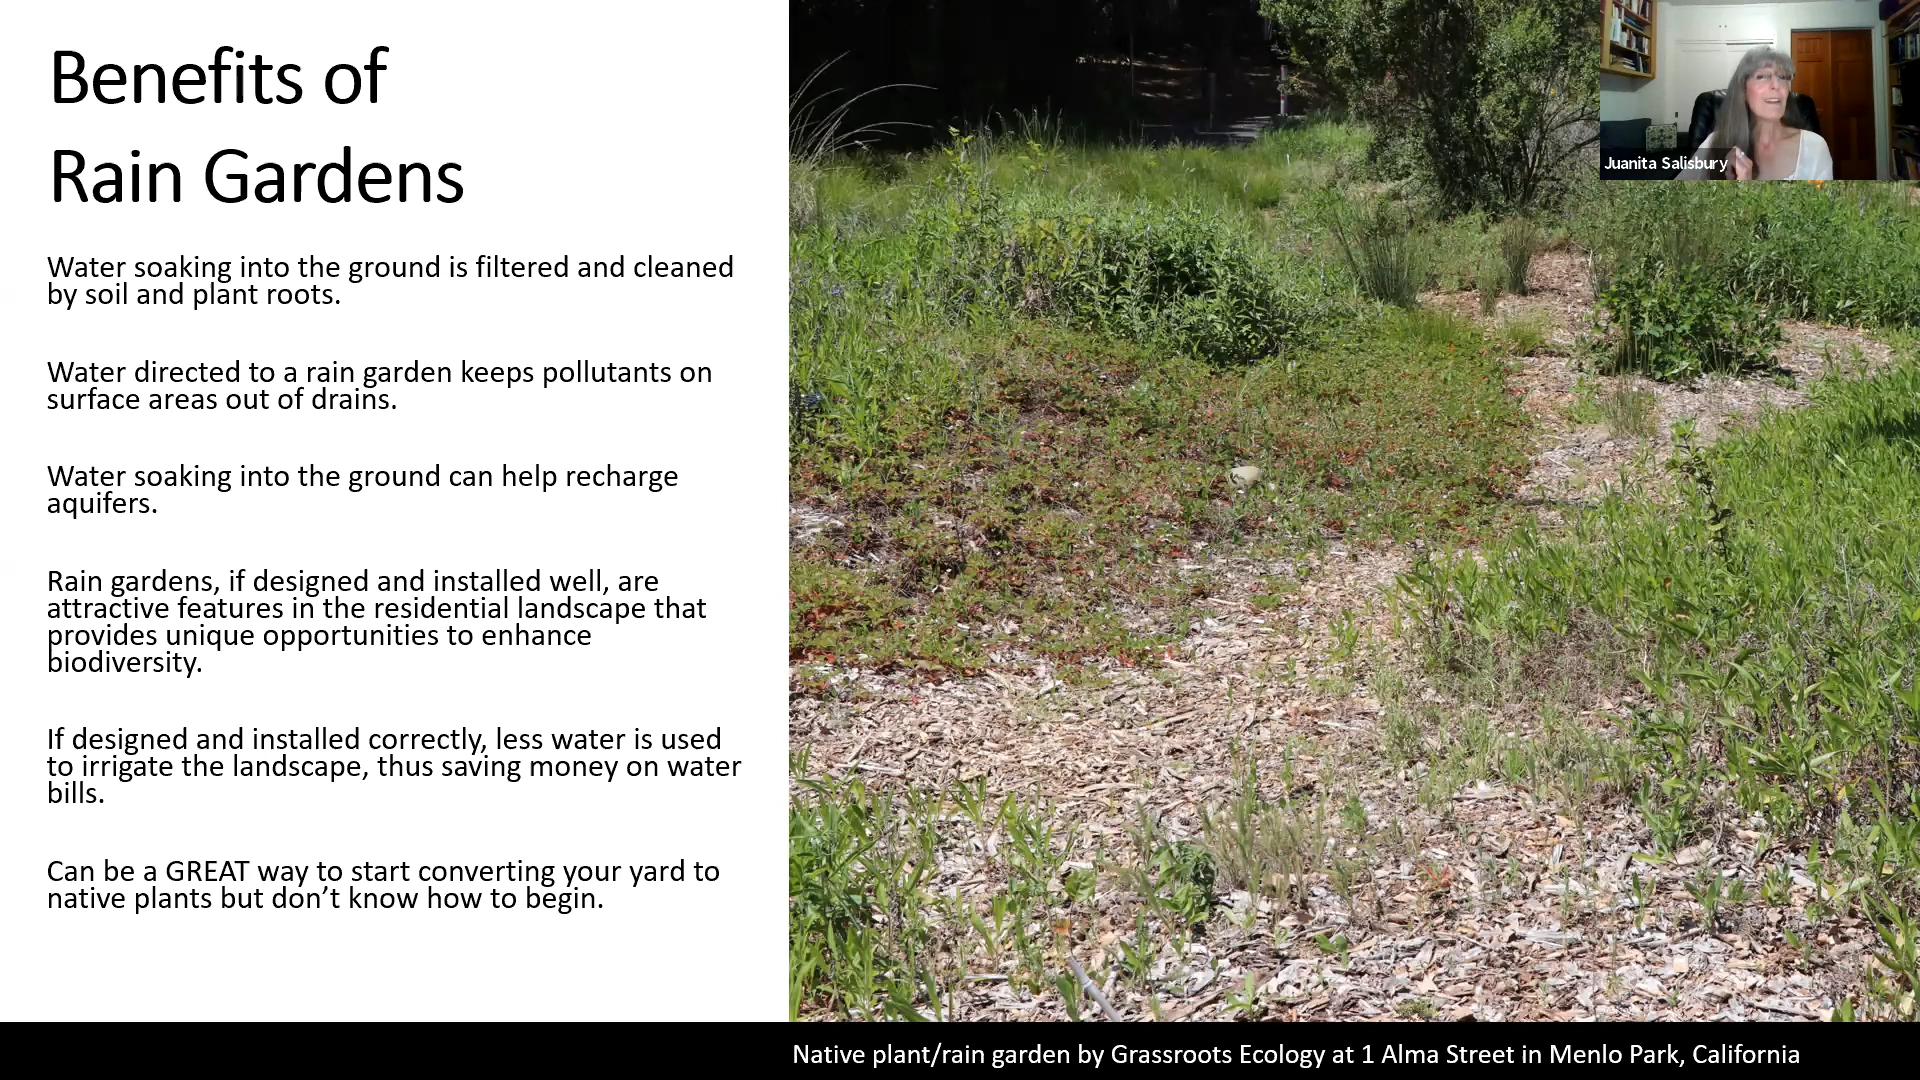 Benefits of
Rain Gardens
Water soaking into the ground is filtered and cleaned
by soil and plant roots.
Water directed to a rain garden keeps pollutants on
surface areas out of drains.
Water soaking into the ground can help recharge
aquifers.
Rain gardens, if designed and installed well, are
attractive features in the residential landscape that
provides unique opportunities to enhance
biodiversity.
If designed and installed correctly, less water is used
to irrigate the landscape, thus saving money on water
bills.
Can be a GREAT way to start converting your yard to
native plants but don’t know how to begin.
Juanita Salisbury
Native plant/rain garden by Grassroots Ecology at 1 Alma Street in Menlo Park, California